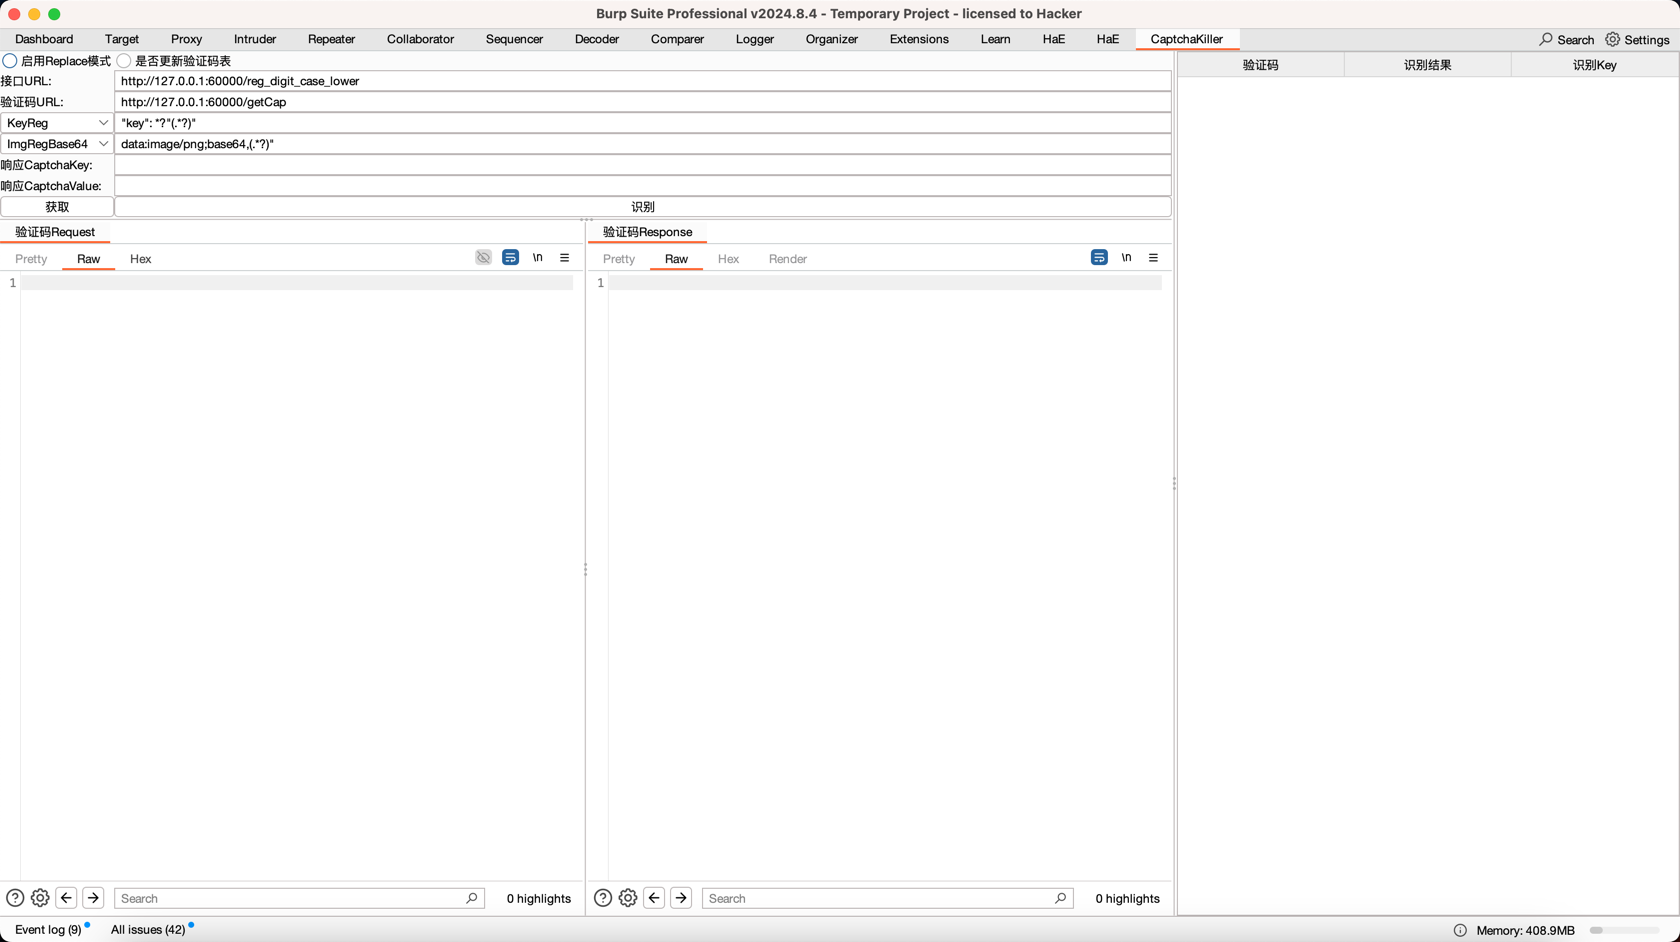 Burp Suite Professional v2024.8.4 - Temporary Project - licensed to Hacker
Dashboard Target Proxy Intruder Repeater Collaborator Sequencer Decoder Comparer Logger Organizer Extensions Learn HaE HaE CaptchaKiller Search Settings
启用Replace模式 是否更新验证码表
验证码 识别结果 识别Key
接口URL: http://127.0.0.1:60000/reg_digit_case_lower
验证码URL: http://127.0.0.1:60000/getCap
KeyReg "key": *?"(.*?)"
ImgRegBase64 data:image/png;base64,(.*?)"
响应CaptchaKey:
响应CaptchaValue:
获取 识别
验证码Request
Pretty Raw Hex \n
1
Search 0 highlights
验证码Response
Pretty Raw Hex Render \n
1
Search 0 highlights
Event log (9) All issues (42) Memory: 408.9MB